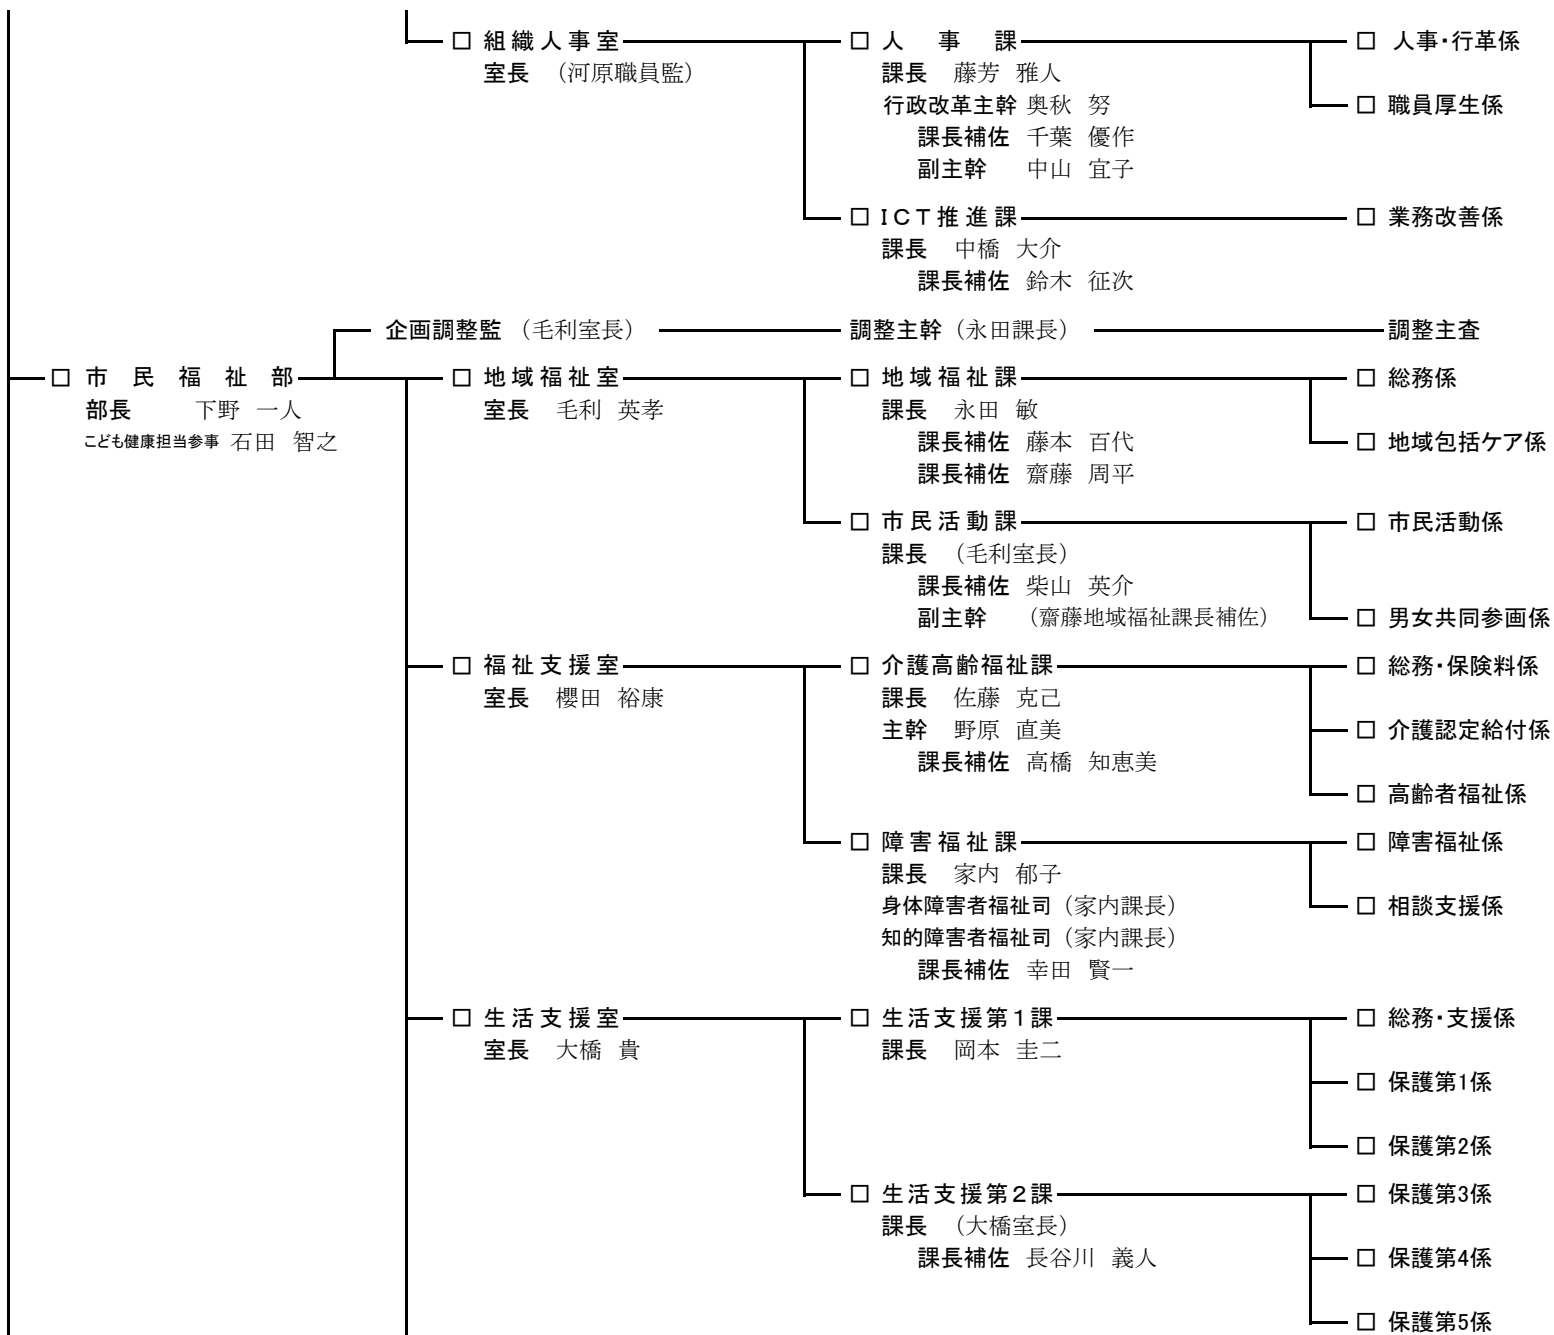 □ 組織人事室 □ 人事課 □ 人事・行革係
室長 （河原職員監） 課長 藤芳 雅人
行政改革主幹 奥秋 努 □ 職員厚生係
課長補佐 千葉 優作
副主幹 中山 宜子
□ ICT推進課 □ 業務改善係
課長 中橋 大介
課長補佐 鈴木 征次
企画調整監 （毛利室長） 調整主幹（永田課長） 調整主査
□ 市民福祉部 □ 地域福祉室 □ 地域福祉課 □ 総務係
部長 下野 一人 室長 毛利 英孝 課長 永田 敏
こども健康担当参事 石田 智之 課長補佐 藤本 百代 □ 地域包括ケア係
課長補佐 齋藤 周平
□ 市民活動課 □ 市民活動係
課長 （毛利室長）
課長補佐 柴山 英介
副主幹 （齋藤地域福祉課長補佐） □ 男女共同参画係
□ 福祉支援室 □ 介護高齢福祉課 □ 総務・保険料係
室長 櫻田 裕康 課長 佐藤 克己
主幹 野原 直美 □ 介護認定給付係
課長補佐 高橋 知恵美
□ 高齢者福祉係
□ 障害福祉課 □ 障害福祉係
課長 家内 郁子
身体障害者福祉司（家内課長） □ 相談支援係
知的障害者福祉司（家内課長）
課長補佐 幸田 賢一
□ 生活支援室 □ 生活支援第１課 □ 総務・支援係
室長 大橋 貴 課長 岡本 圭二
□ 保護第1係
□ 保護第2係
□ 生活支援第２課 □ 保護第3係
課長 （大橋室長）
課長補佐 長谷川 義人 □ 保護第4係
□ 保護第5係